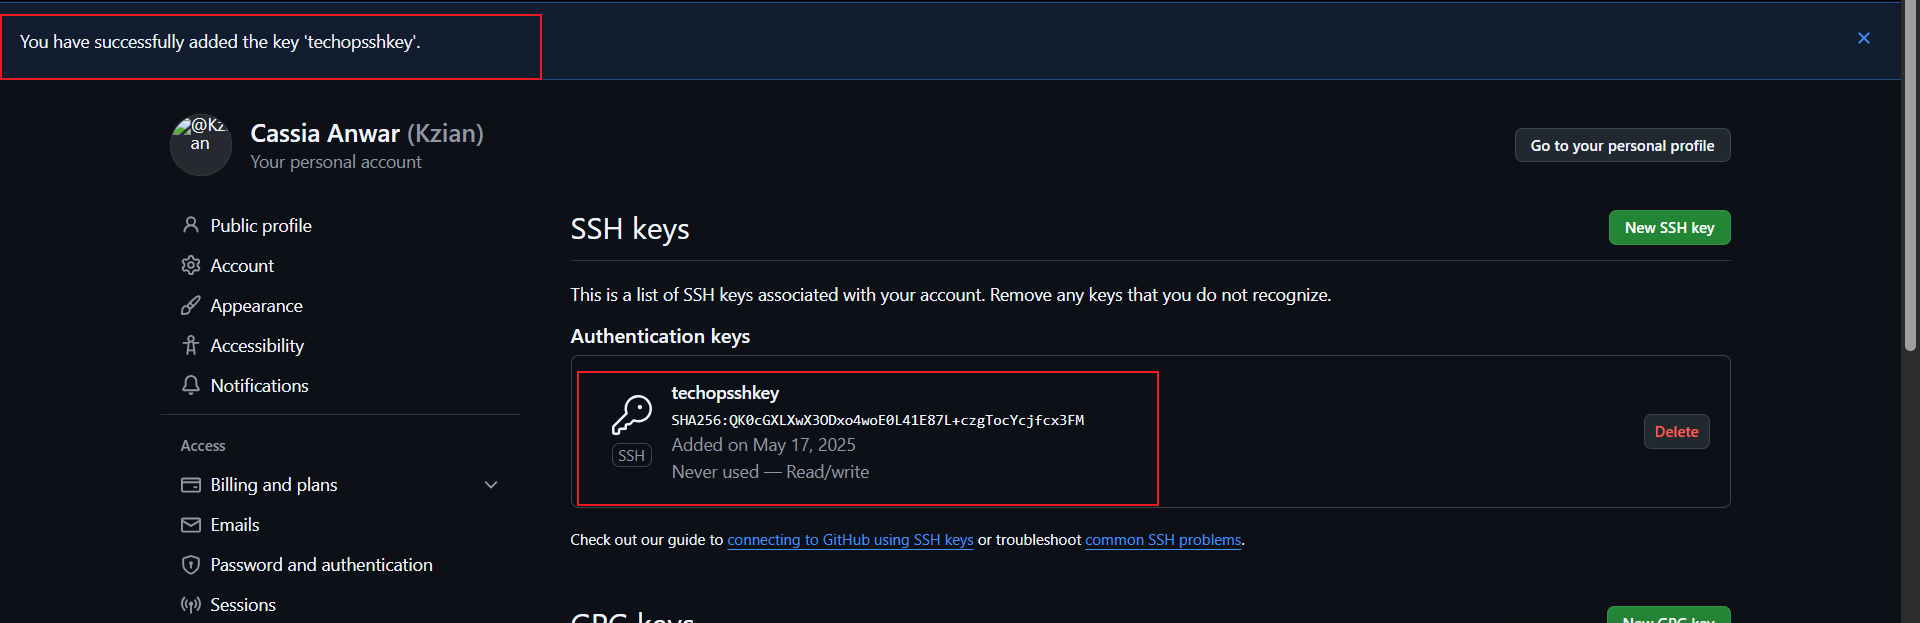 You have successfully added the key 'techopsshkey'.
@Kz
an
Cassia Anwar (Kzian)
Your personal account
Go to your personal profile
Public profile
Account
Appearance
Accessibility
Notifications
Access
Billing and plans
Emails
Password and authentication
Sessions
SSH keys
New SSH key
This is a list of SSH keys associated with your account. Remove any keys that you do not recognize.
Authentication keys
techopsshkey
SHA256:QK0cGXLXwX3ODxo4woE0L41E87L+czgTocYcjfcx3FM
Added on May 17, 2025
Never used — Read/write
SSH
Delete
Check out our guide to connecting to GitHub using SSH keys or troubleshoot common SSH problems.
GPG keys
New GPG key